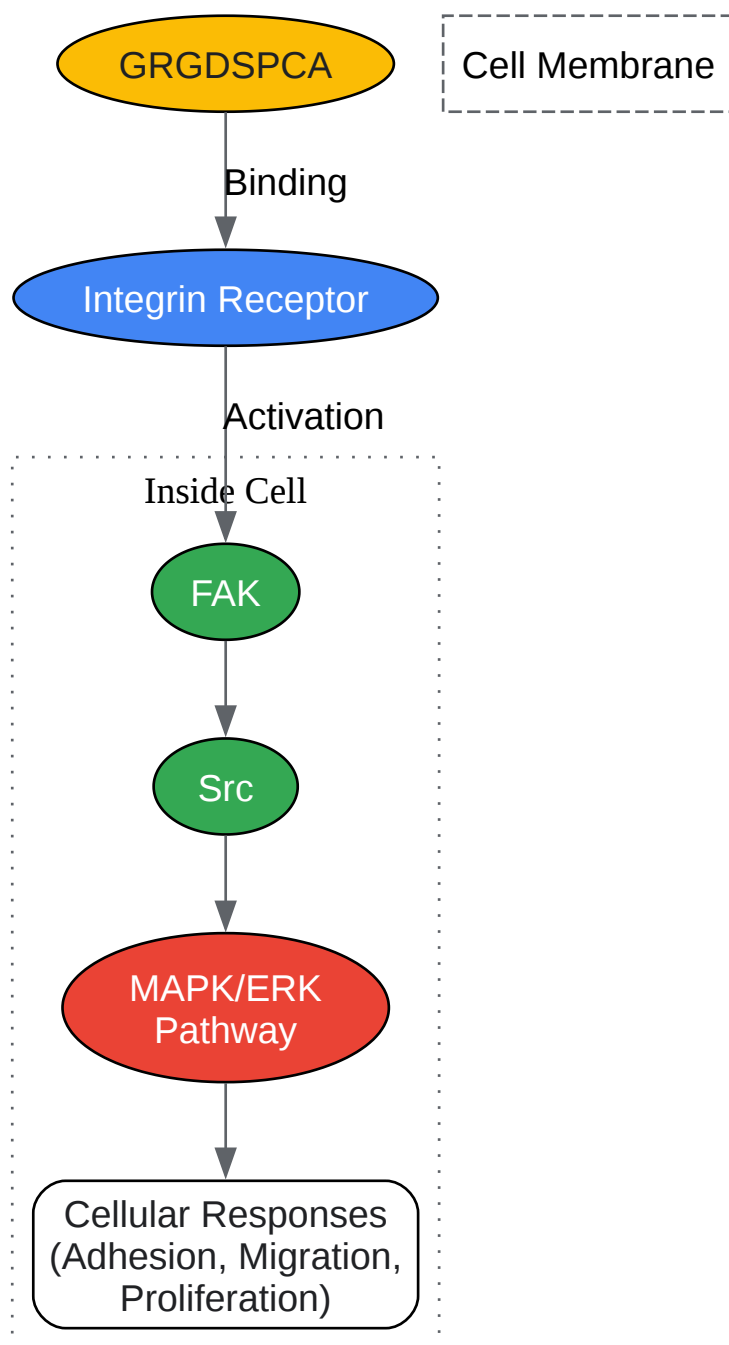 GRGDSPCA
Cell Membrane
Binding
Integrin Receptor
Activation
Inside Cell
FAK
Src
MAPK/ERK
Pathway
Cellular Responses
(Adhesion, Migration,
Proliferation)